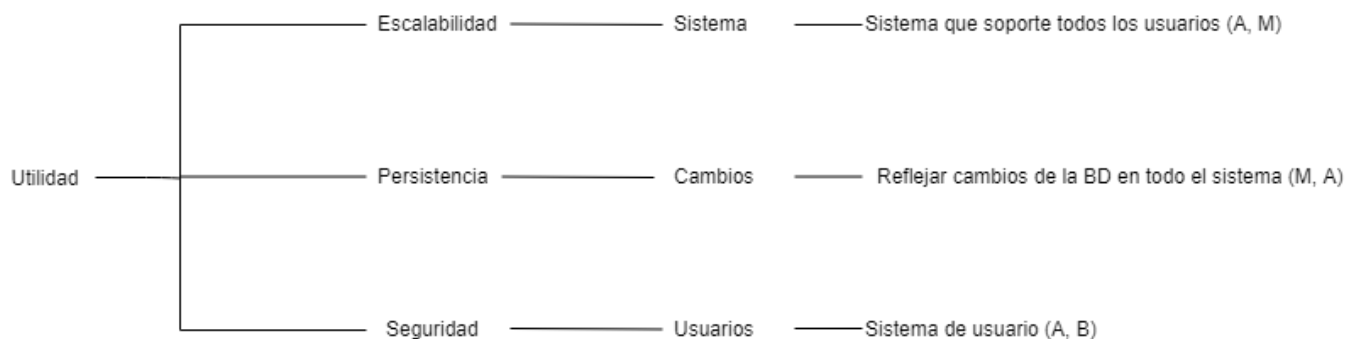 Escalabilidad Sistema Sistema que soporte todos los usuarios (A, M)
Utilidad Persistencia Cambios Reflejar cambios de la BD en todo el sistema (M, A)
Seguridad Usuarios Sistema de usuario (A, B)